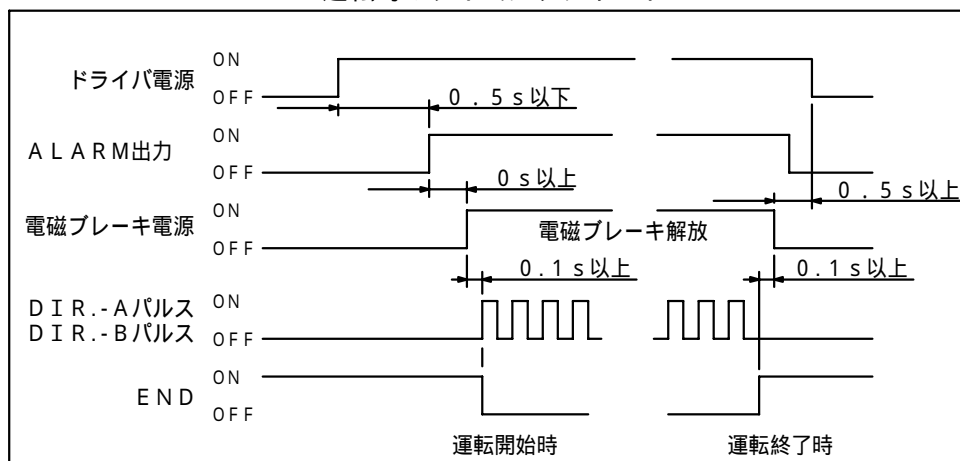 ON
ドライバ電源
OFF
0.5s以下
ON
ALARM出力
OFF
0s以上
0.5s以上
ON
電磁ブレーキ電源
電磁ブレーキ解放
OFF
0.1s以上
0.1s以上
DIR.-Aパルス ON
DIR.-Bパルス OFF
ON
END
OFF
運転開始時
運転終了時